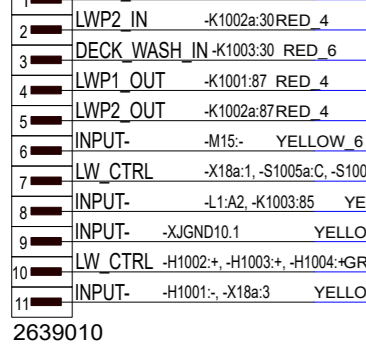 1
2 LWP2_IN -K1002a:30 RED_4
3 DECK_WASH_IN -K1003:30 RED_6
4 LWP1_OUT -K1001:87 RED_4
5 LWP2_OUT -K1002a:87 RED_4
6 INPUT- -M15:- YELLOW_6
7 LW_CTRL -X18a:1, -S1005a:C, -S100
8 INPUT- -L1:A2, -K1003:85 YE
9 INPUT- -XJGND10.1 YELLO
10 LW_CTRL -H1002:+, -H1003:+, -H1004:+GR
11 INPUT- -H1001:-, -X18a:3 YELLO
2639010